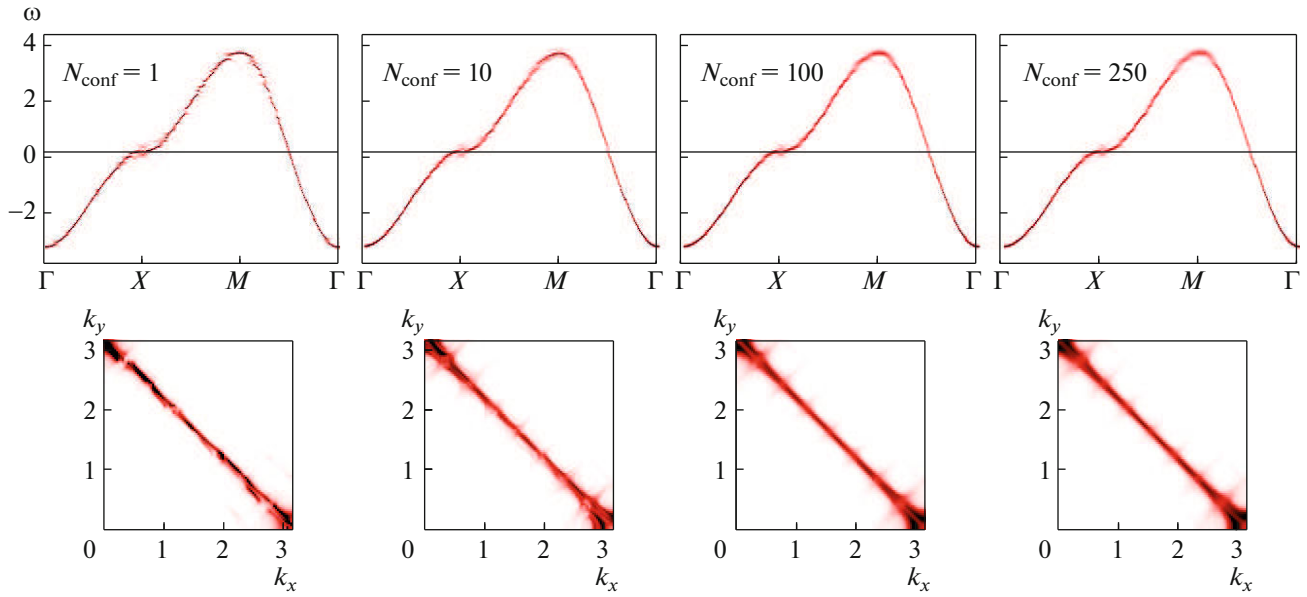 ω
4
2
0
−2
N_conf = 1
N_conf = 10
N_conf = 100
N_conf = 250
Γ X M Γ
X M Γ
X M Γ
X M Γ
k_y
3
2
1
0 1 2 3
k_x
k_y
3
2
1
0 1 2 3
k_x
k_y
3
2
1
0 1 2 3
k_x
k_y
3
2
1
0 1 2 3
k_x